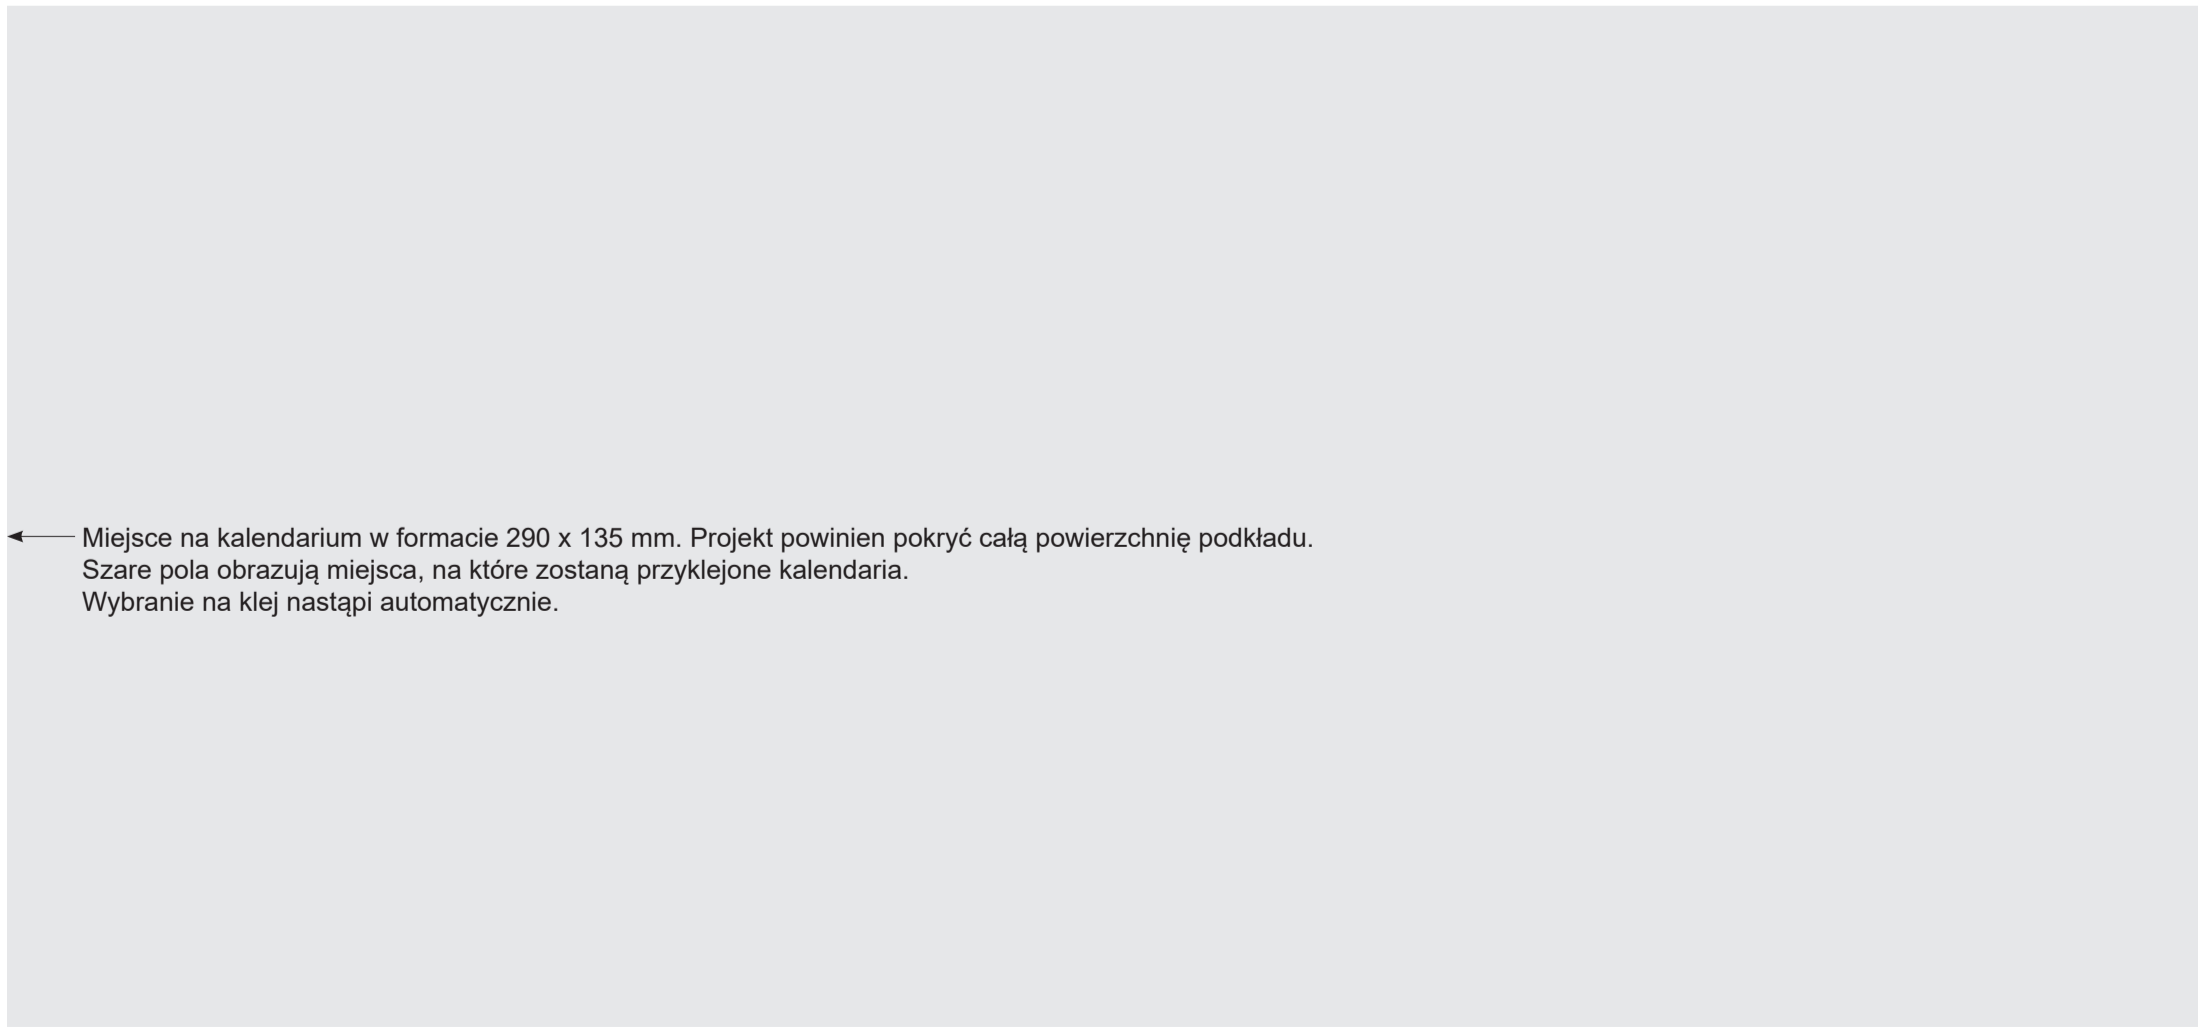 Miejsce na kalendarium w formacie 290 x 135 mm. Projekt powinien pokryć całą powierzchnię podkładu.
Szare pola obrazują miejsca, na które zostaną przyklejone kalendaria.
Wybranie na klej nastąpi automatycznie.